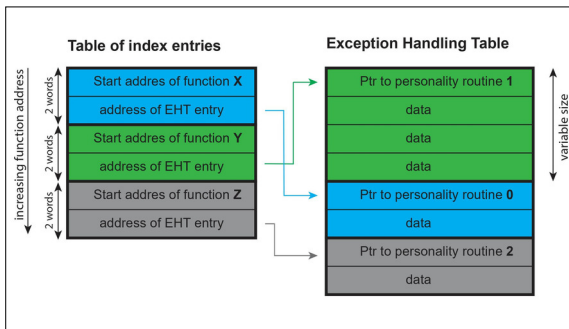 Table of index entries
Exception Handling Table
increasing function address
2 words
Start addres of function X
address of EHT entry
2 words
Start addres of function Y
address of EHT entry
2 words
Start addres of function Z
address of EHT entry
Ptr to personality routine 1
data
data
data
Ptr to personality routine 0
data
Ptr to personality routine 2
data
variable size